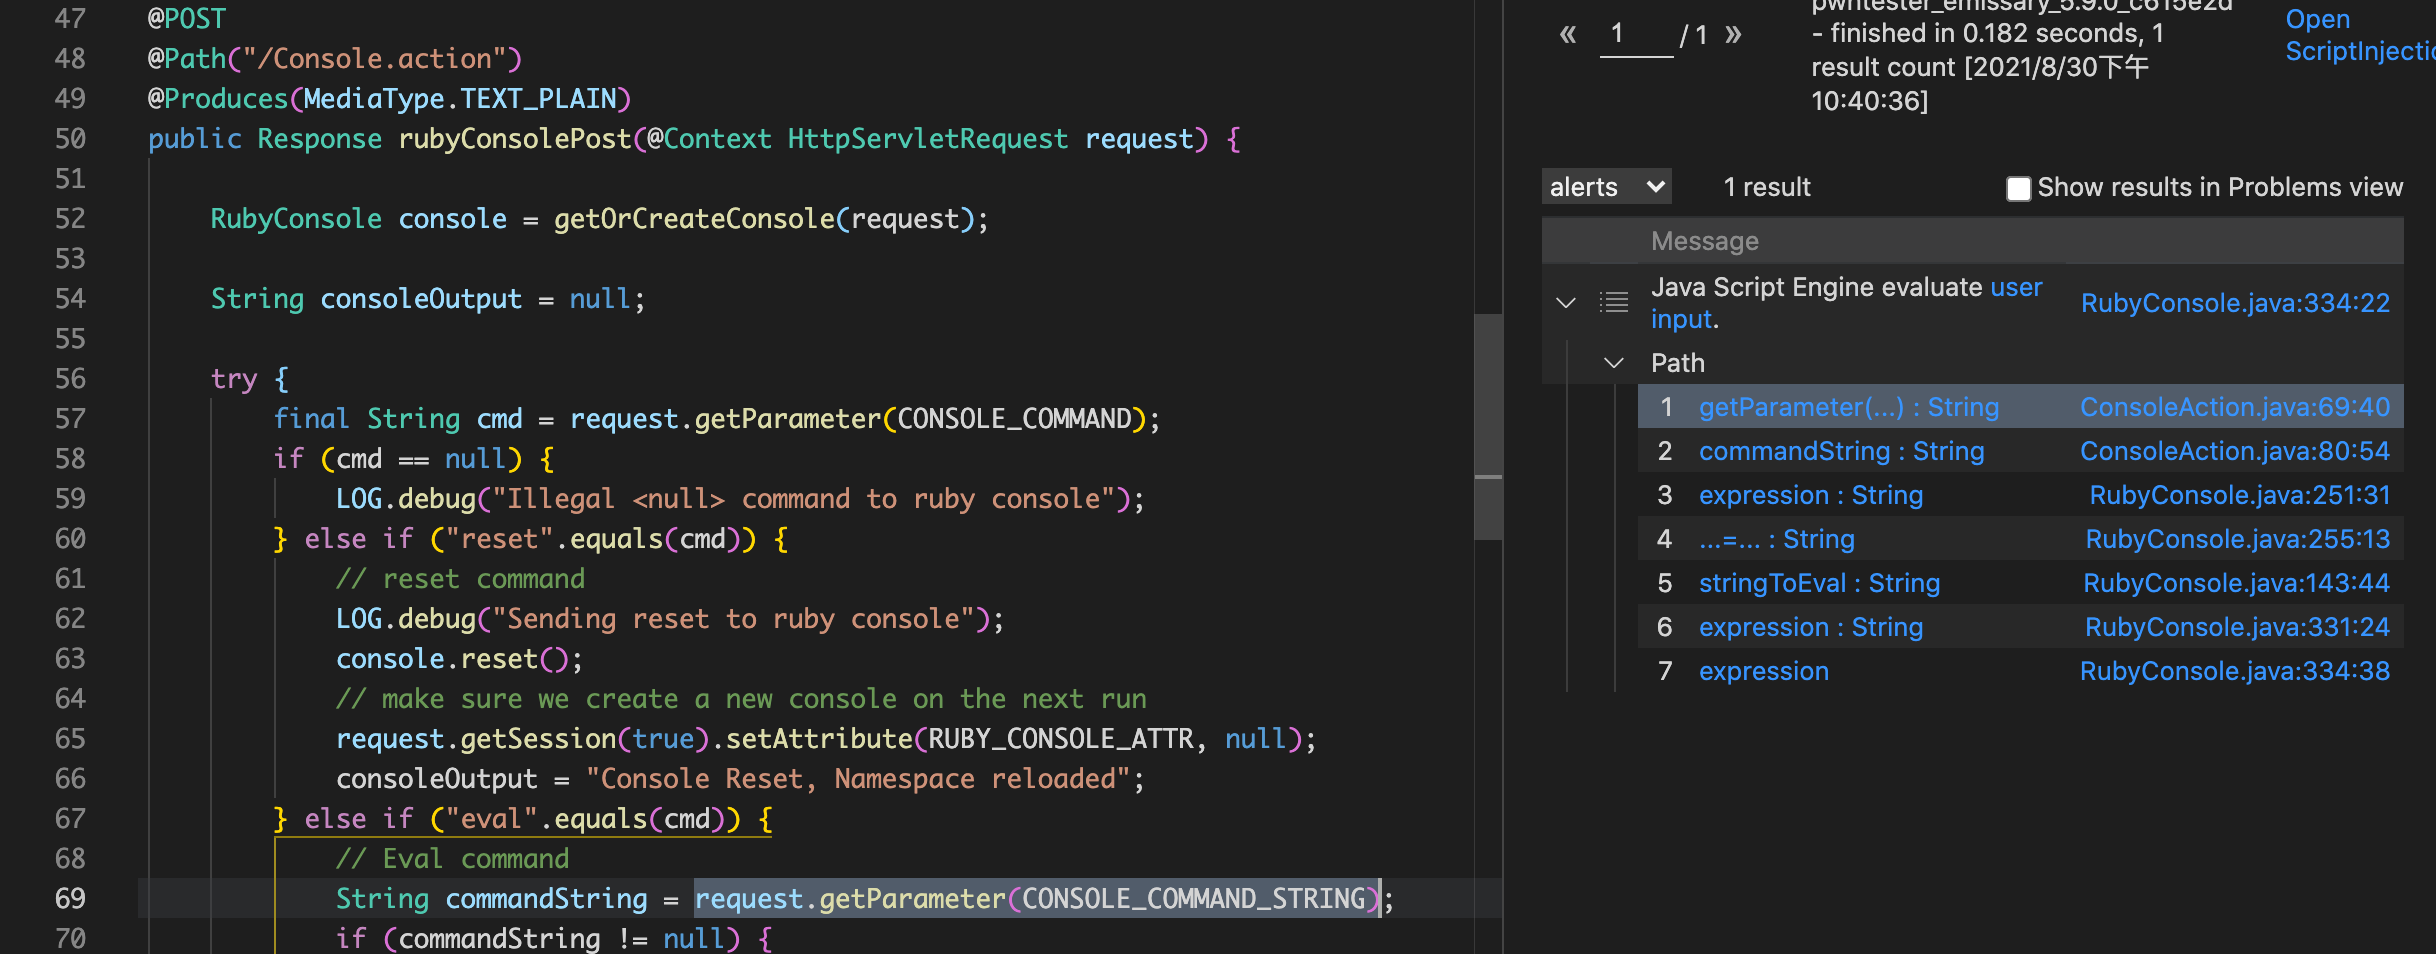 47 @POST
48 @Path("/Console.action")
49 @Produces(MediaType.TEXT_PLAIN)
50 public Response rubyConsolePost(@Context HttpServletRequest request) {
51
52 RubyConsole console = getOrCreateConsole(request);
53
54 String consoleOutput = null;
55
56 try {
57 final String cmd = request.getParameter(CONSOLE_COMMAND);
58 if (cmd == null) {
59 LOG.debug("Illegal <null> command to ruby console");
60 } else if ("reset".equals(cmd)) {
61 // reset command
62 LOG.debug("Sending reset to ruby console");
63 console.reset();
64 // make sure we create a new console on the next run
65 request.getSession(true).setAttribute(RUBY_CONSOLE_ATTR, null);
66 consoleOutput = "Console Reset, Namespace reloaded";
67 } else if ("eval".equals(cmd)) {
68 // Eval command
69 String commandString = request.getParameter(CONSOLE_COMMAND_STRING);
70 if (commandString != null) {
« 1 / 1 »
pwntester_emissary_5.9.0_c615e2d
- finished in 0.182 seconds, 1
result count [2021/8/30下午
10:40:36]
Open
ScriptInjectio
alerts 1 result Show results in Problems view
Message
Java Script Engine evaluate user
input. RubyConsole.java:334:22
Path
1 getParameter(...) : String ConsoleAction.java:69:40
2 commandString : String ConsoleAction.java:80:54
3 expression : String RubyConsole.java:251:31
4 ...=... : String RubyConsole.java:255:13
5 stringToEval : String RubyConsole.java:143:44
6 expression : String RubyConsole.java:331:24
7 expression RubyConsole.java:334:38